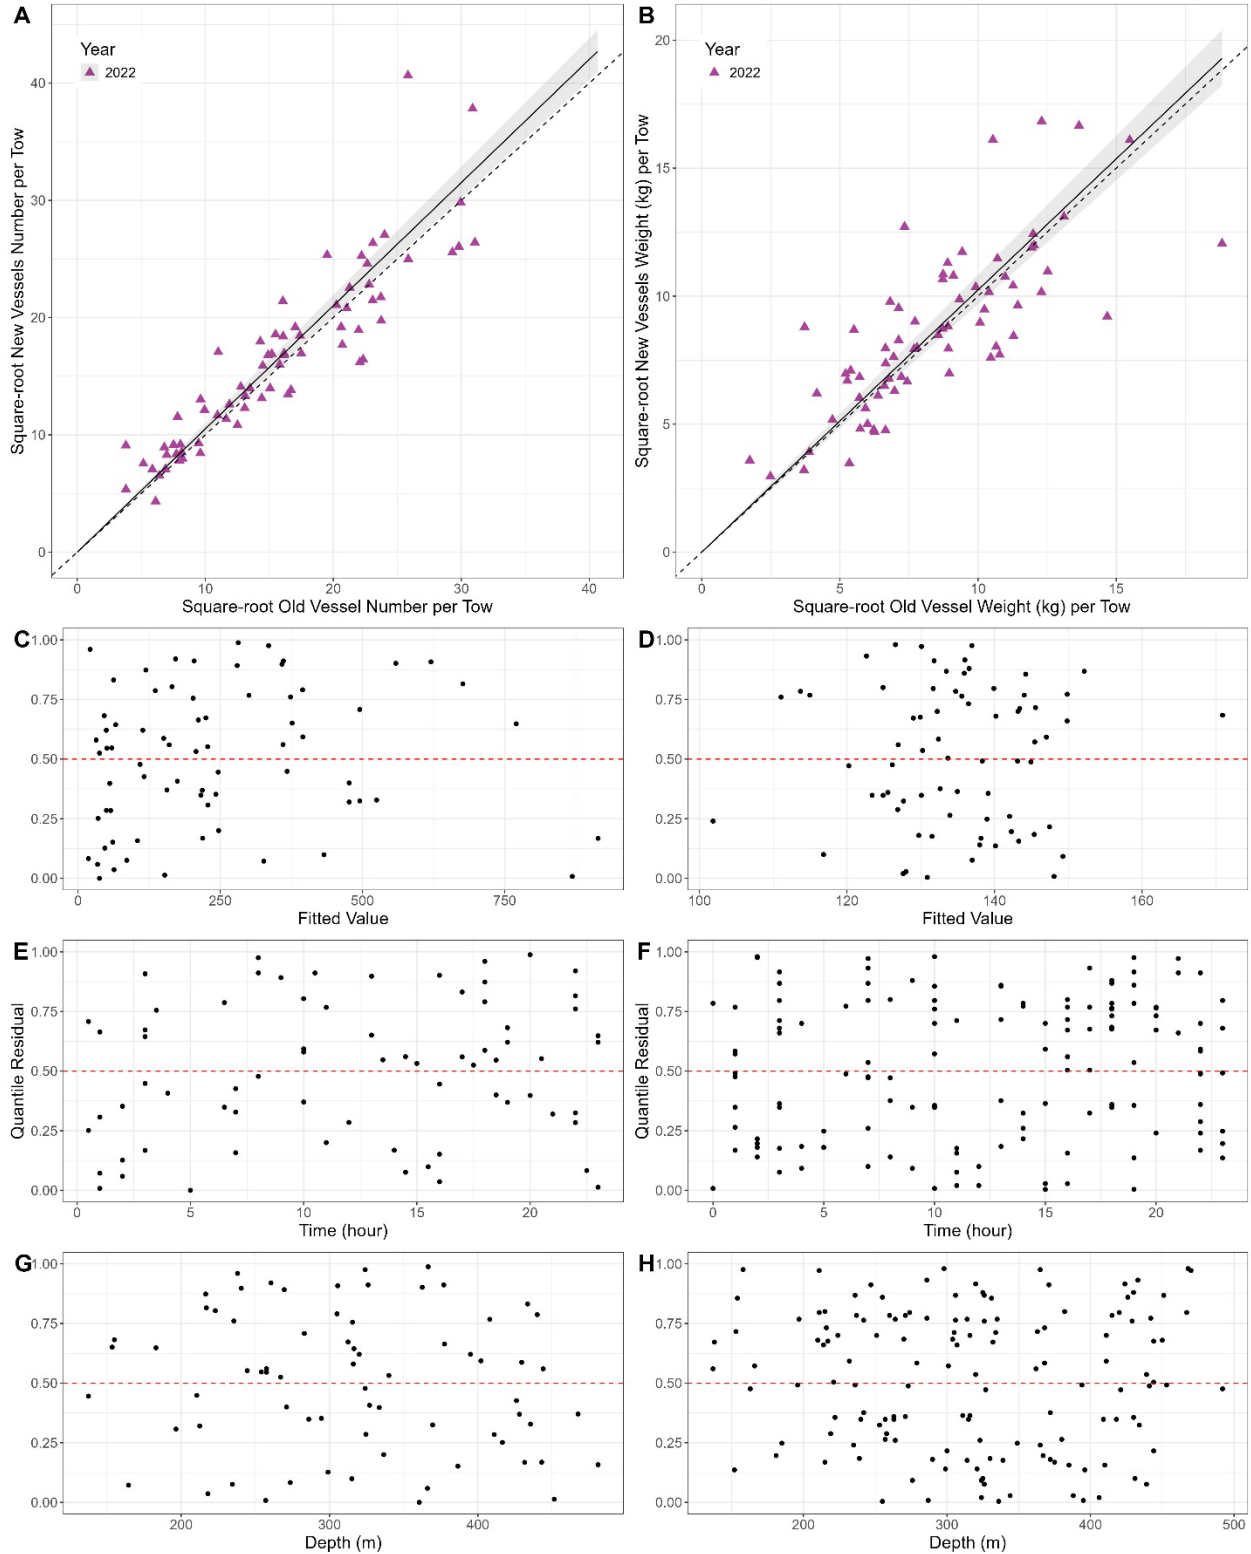 A
Year
2022
Square-root New Vessels Number per Tow
40
30
20
10
0
0 10 20 30 40
Square-root Old Vessel Number per Tow
B
Year
2022
Square-root New Vessels Weight (kg) per Tow
20
15
10
5
0
0 5 10 15
Square-root Old Vessel Weight (kg) per Tow
C
1.00
0.75
0.50
0.25
0.00
0 250 500 750
Fitted Value
D
1.00
0.75
0.50
0.25
0.00
100 120 140 160
Fitted Value
E
Quantile Residual
1.00
0.75
0.50
0.25
0.00
0 5 10 15 20
Time (hour)
F
Quantile Residual
1.00
0.75
0.50
0.25
0.00
0 5 10 15 20
Time (hour)
G
1.00
0.75
0.50
0.25
0.00
200 300 400
Depth (m)
H
1.00
0.75
0.50
0.25
0.00
200 300 400 500
Depth (m)